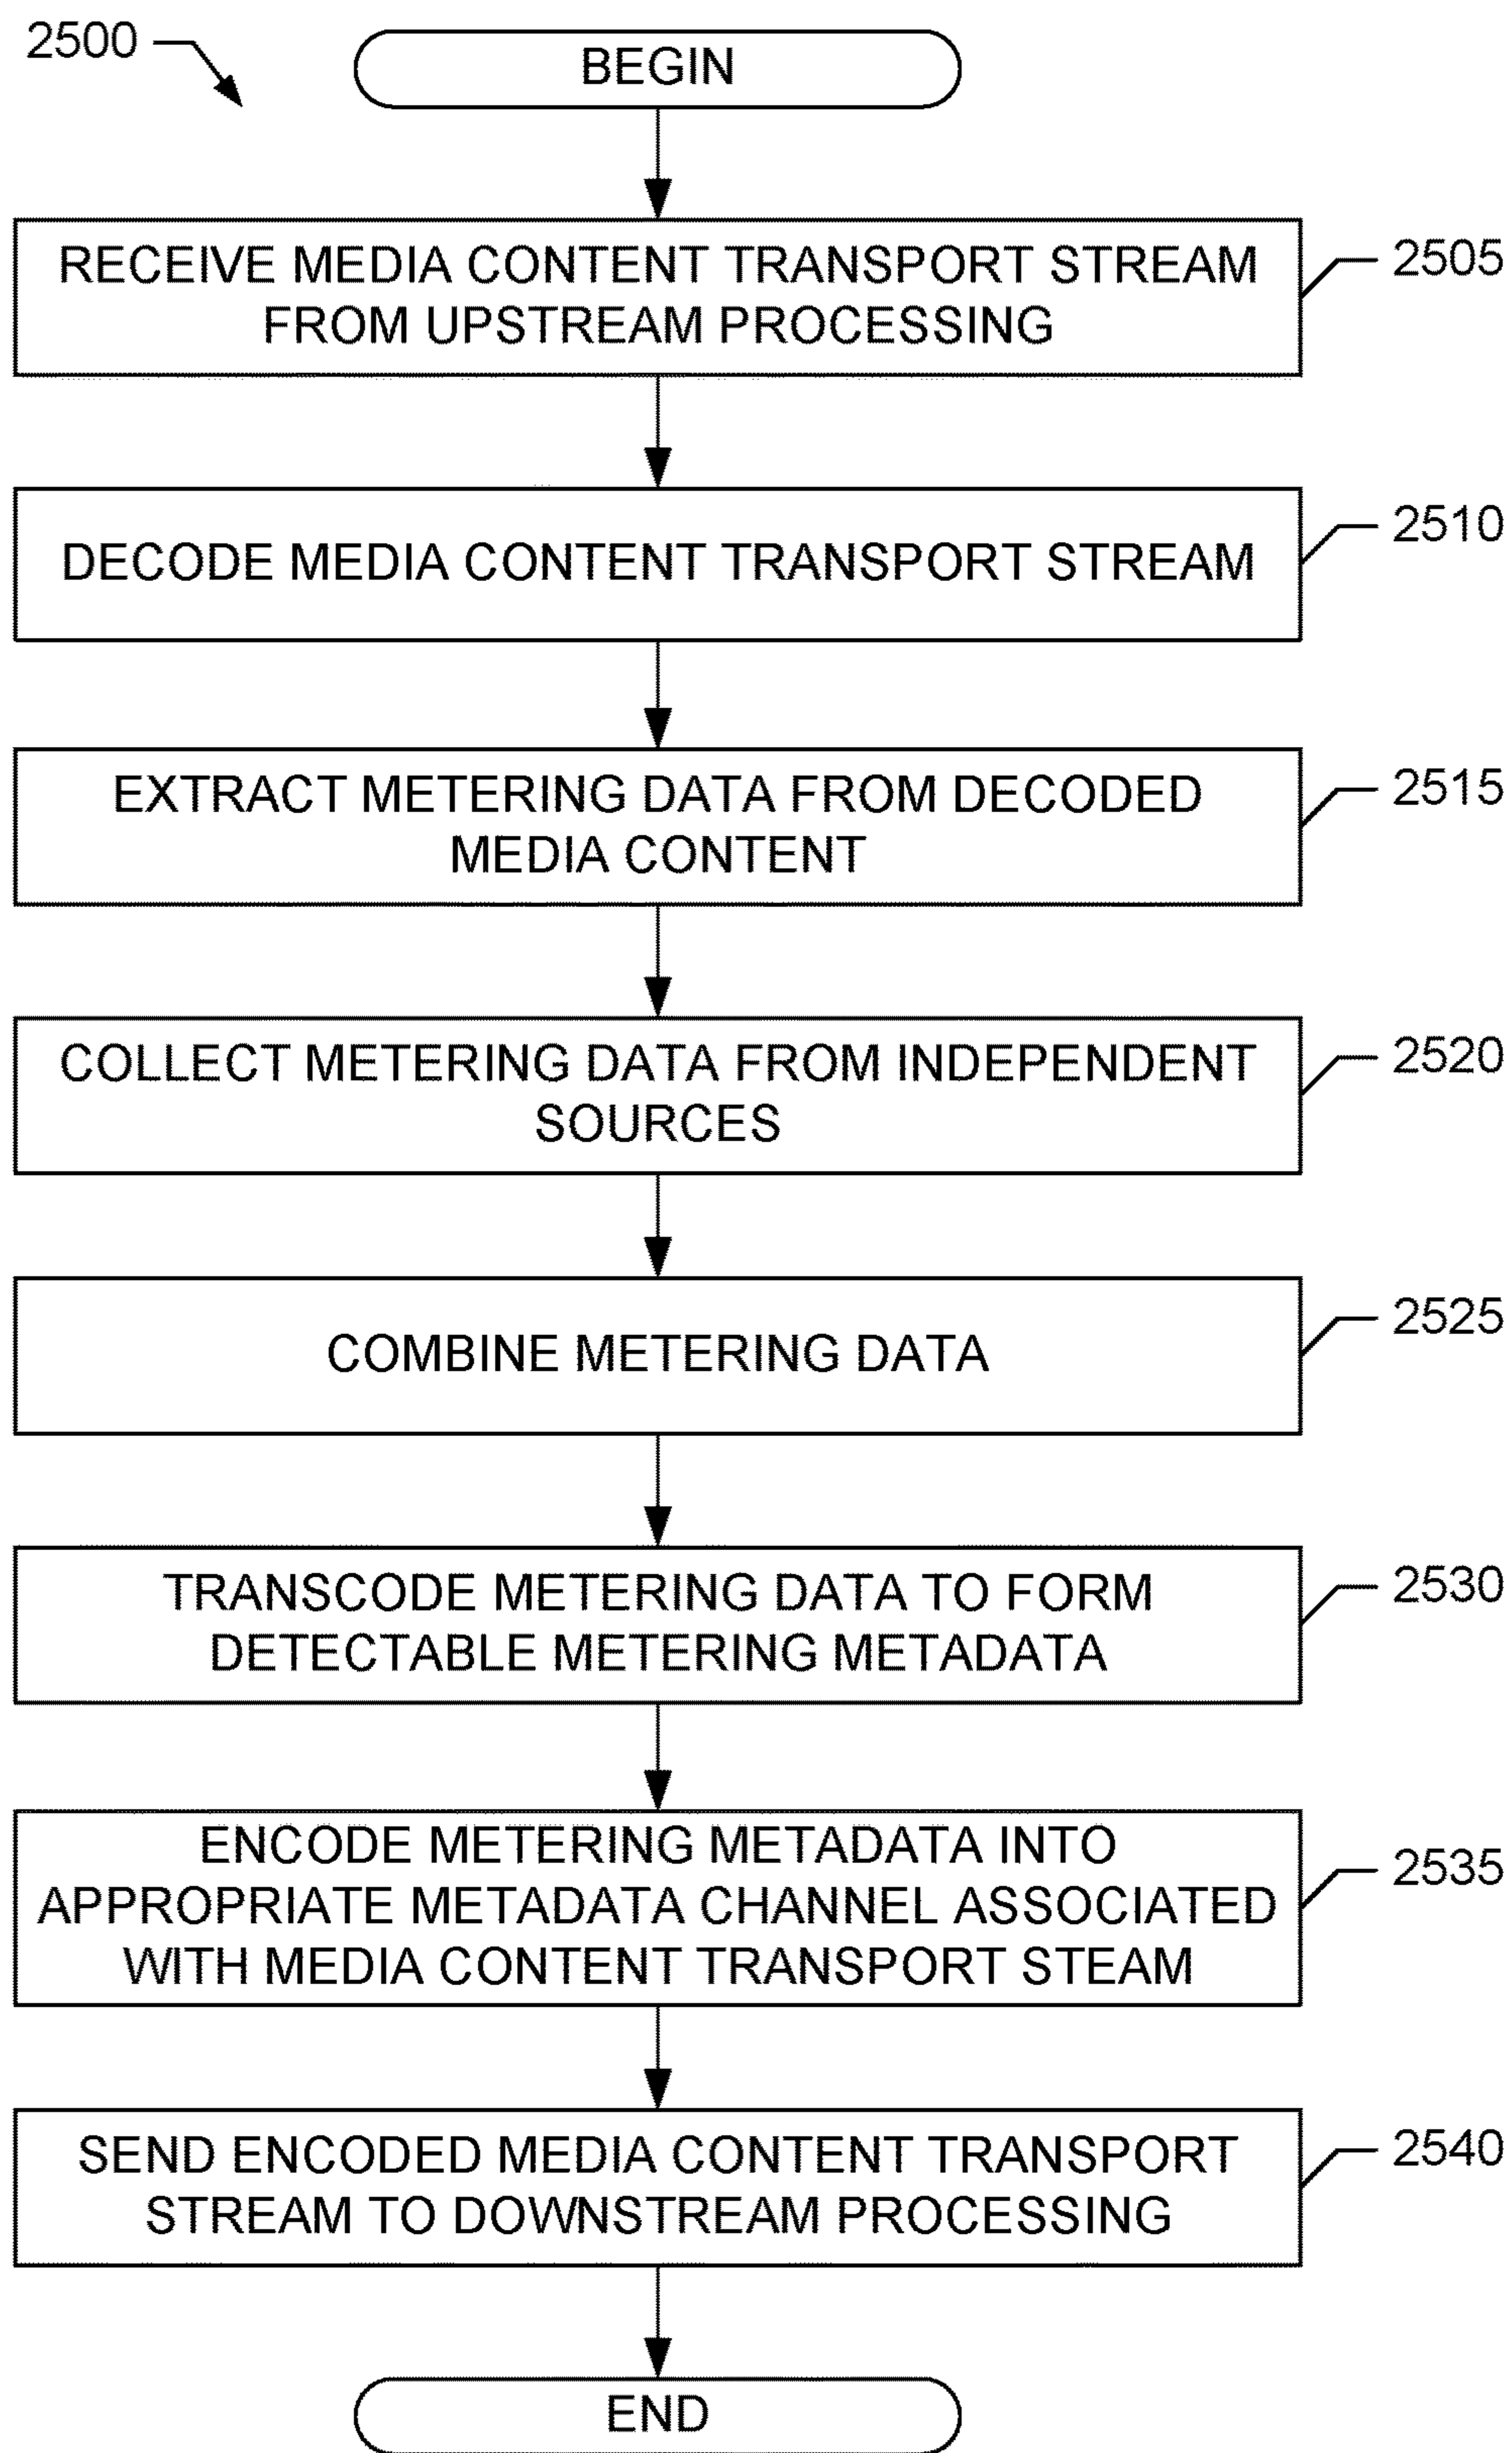 2500
BEGIN
RECEIVE MEDIA CONTENT TRANSPORT STREAM
FROM UPSTREAM PROCESSING
2505
DECODE MEDIA CONTENT TRANSPORT STREAM
2510
EXTRACT METERING DATA FROM DECODED
MEDIA CONTENT
2515
COLLECT METERING DATA FROM INDEPENDENT
SOURCES
2520
COMBINE METERING DATA
2525
TRANSCODE METERING DATA TO FORM
DETECTABLE METERING METADATA
2530
ENCODE METERING METADATA INTO
APPROPRIATE METADATA CHANNEL ASSOCIATED
WITH MEDIA CONTENT TRANSPORT STEAM
2535
SEND ENCODED MEDIA CONTENT TRANSPORT
STREAM TO DOWNSTREAM PROCESSING
2540
END